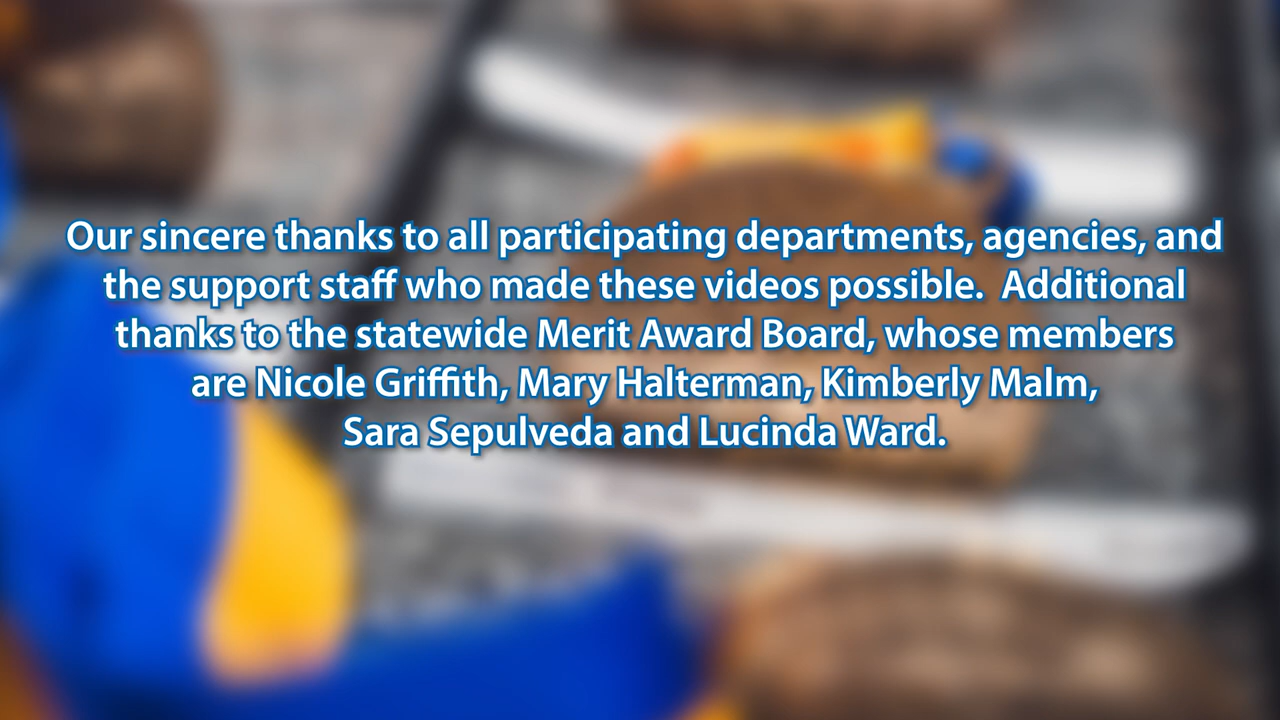 Our sincere thanks to all participating departments, agencies, and
the support staff who made these videos possible.  Additional
thanks to the statewide Merit Award Board, whose members
are Nicole Griffith, Mary Halterman, Kimberly Malm,
Sara Sepulveda and Lucinda Ward.